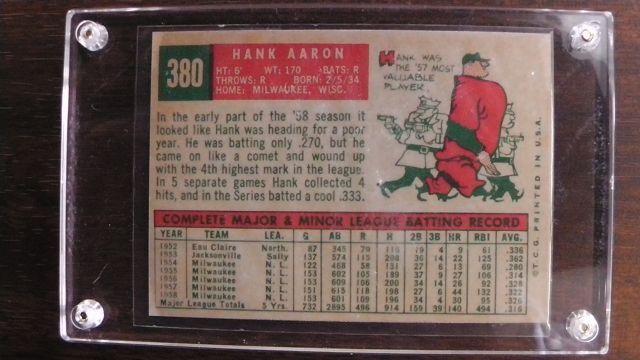 380
HANK AARON
HT: 6' WT: 170 BATS: R
THROWS: R BORN: 2/5/34
HOME: MILWAUKEE, WISC.
HANK WAS
THE '57 MOST
VALUABLE
PLAYER.
In the early part of the '58 season it
looked like Hank was heading for a poor
year. He was batting only .270, but he
came on like a comet and wound up
with the 4th highest mark in the league.
In 5 separate games Hank collected 4
hits, and in the Series batted a cool .333.
COMPLETE MAJOR & MINOR LEAGUE BATTING RECORD
YEAR TEAM LEA. G AB R H 2B 3B HR RBI AVG.
1952 Eau Claire North. 87 345 79 116 19 4 9 61 .336
1953 Jacksonville Sally 137 574 115 208 36 14 22 125 .362
1954 Milwaukee N. L. 122 468 58 131 27 6 13 69 .280
1955 Milwaukee N. L. 153 602 105 189 37 9 27 106 .314
1956 Milwaukee N. L. 153 609 106 200 34 14 26 92 .328
1957 Milwaukee N. L. 151 615 118 198 27 6 44 132 .322
1958 Milwaukee N. L. 153 601 109 196 34 4 30 95 .326
Major League Totals 5 Yrs. 732 2895 496 914 159 39 140 494 .316
© T.C.G. PRINTED IN U.S.A.